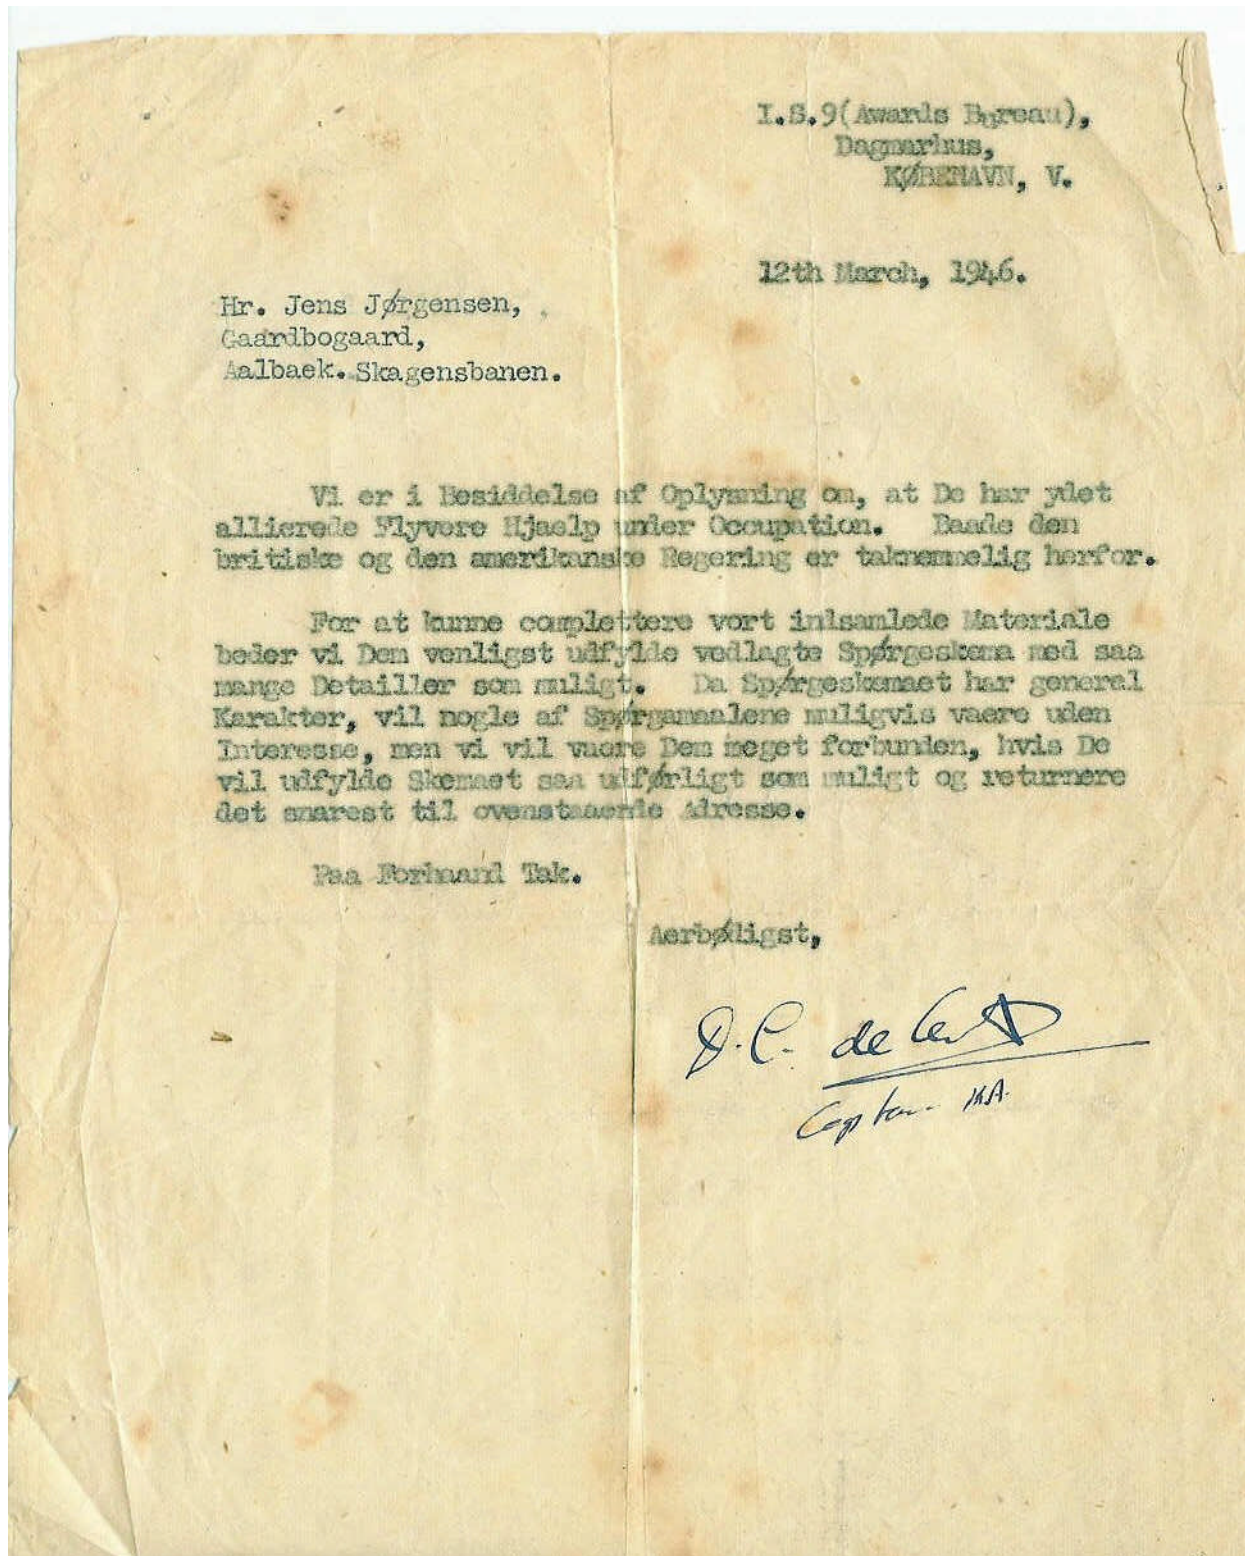 I.S.9(Awards Bureau),
Dagmarhus,
KØBENHAVN, V.
12th March, 1946.
Hr. Jens Jørgensen,
Gaardbogaard,
Aalbaek. Skagensbanen.
Vi er i Besiddelse af Oplysning om, at De har ydet
allierede Flyvere Hjaelp under Occupation. Baade den
britiske og den amerikanske Regering er taknemmelig herfor.
For at kunne complettere vort inlsamlede Materiale
beder vi Dem venligst udfylde vedlagte Spørgeskema med saa
mange Detailler som muligt. Da Spørgeskemaet har general
Karakter, vil nogle af Spørgamaalene muligvis vaere uden
Interesse, men vi vil vaere Dem meget forbunden, hvis De
vil udfylde Skemaet saa udførligt som muligt og returnere
det snarest til ovenstaaende Adresse.
Paa Forhaand Tak.
Aerbødigst,
D.C. de